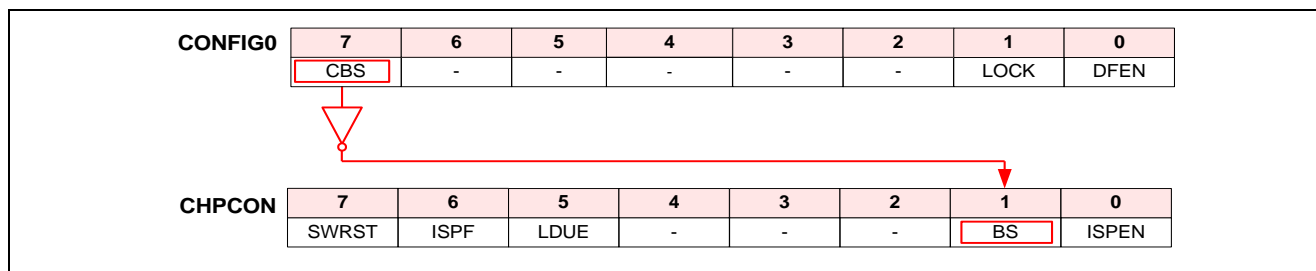 CONFIG0 7 6 5 4 3 2 1 0
CBS - - - - - LOCK DFEN
CHPCON 7 6 5 4 3 2 1 0
SWRST ISPF LDUE - - - BS ISPEN